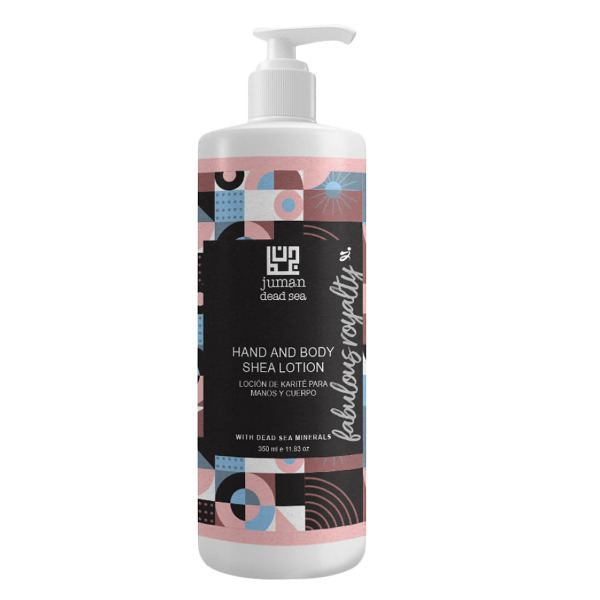 جمان
juman
dead sea
HAND AND BODY
SHEA LOTION
LOCIÓN DE KARITÉ PARA
MANOS Y CUERPO
WITH DEAD SEA MINERALS
350 ml e 11.83 oz
fabulous royalty